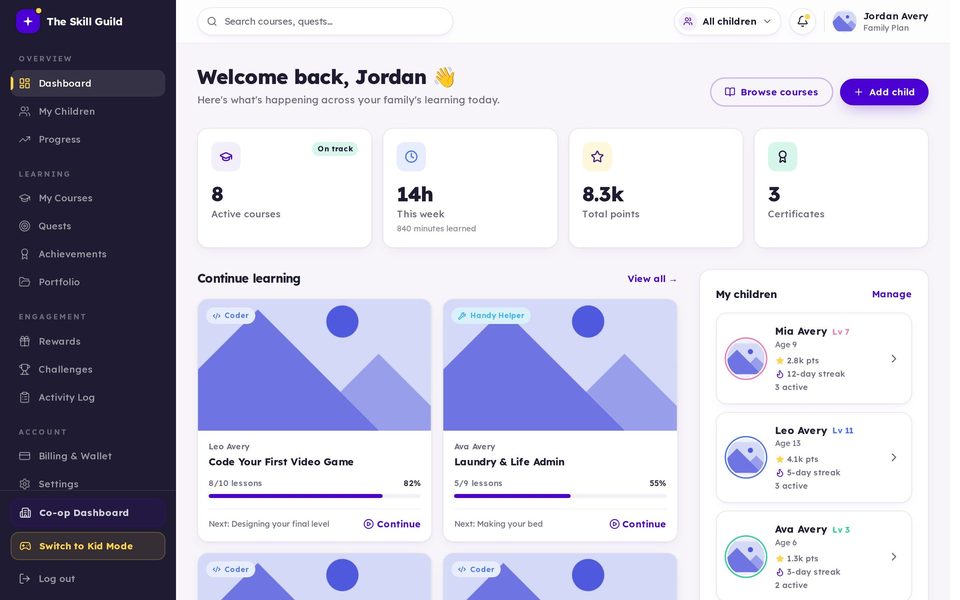 The Skill Guild
Search courses, quests...
All children
Jordan Avery
Family Plan
OVERVIEW
Dashboard
My Children
Progress
LEARNING
My Courses
Quests
Achievements
Portfolio
ENGAGEMENT
Rewards
Challenges
Activity Log
ACCOUNT
Billing & Wallet
Settings
Co-op Dashboard
Switch to Kid Mode
Log out
Welcome back, Jordan 👋
Here's what's happening across your family's learning today.
Browse courses
+ Add child
On track
8
Active courses
14h
This week
840 minutes learned
8.3k
Total points
3
Certificates
Continue learning
View all →
Coder
Leo Avery
Code Your First Video Game
8/10 lessons 82%
Next: Designing your final level Continue
Handy Helper
Ava Avery
Laundry & Life Admin
5/9 lessons 55%
Next: Making your bed Continue
Coder
Coder
My children
Manage
Mia Avery Lv 7
Age 9
2.8k pts
12-day streak
3 active
Leo Avery Lv 11
Age 13
4.1k pts
5-day streak
3 active
Ava Avery Lv 3
Age 6
1.3k pts
3-day streak
2 active